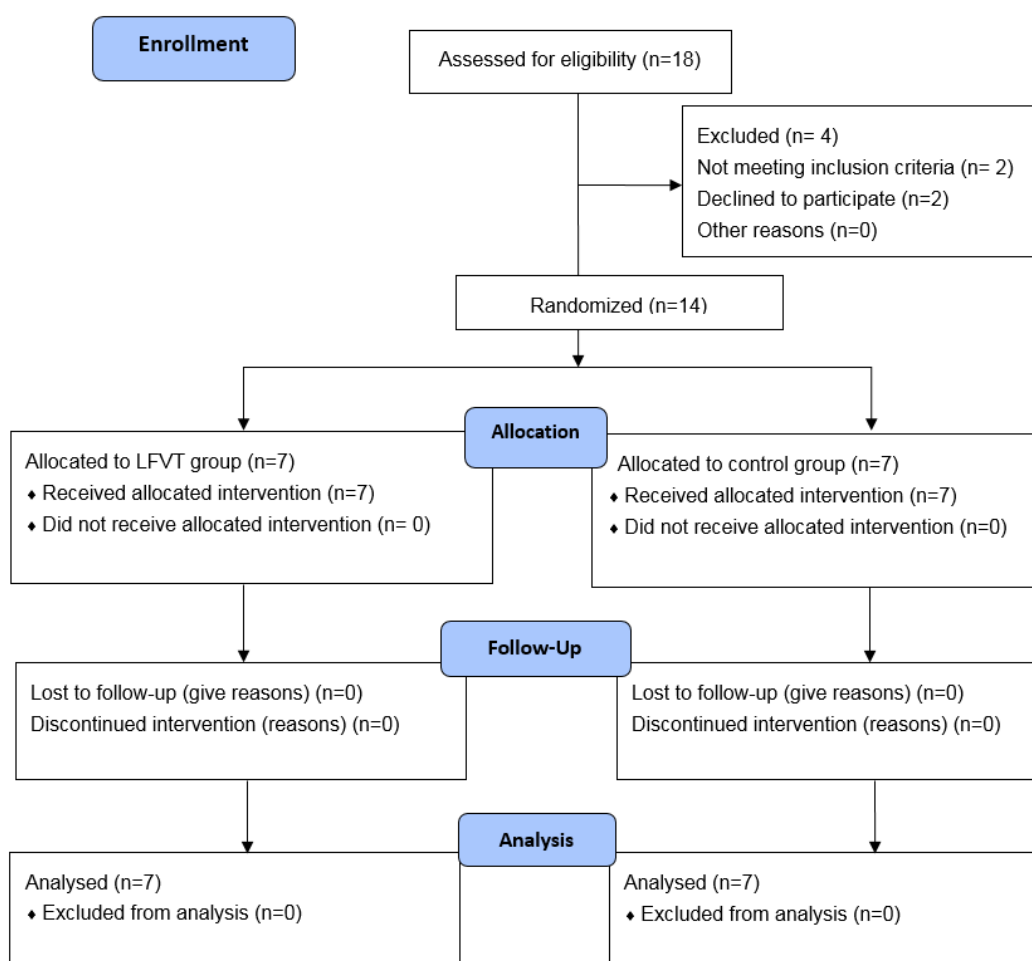 Enrollment
Assessed for eligibility (n=18)
Excluded (n= 4)
Not meeting inclusion criteria (n= 2)
Declined to participate (n=2)
Other reasons (n=0)
Randomized (n=14)
Allocation
Allocated to LFVT group (n=7)
♦ Received allocated intervention (n=7)
♦ Did not receive allocated intervention (n= 0)
Allocated to control group (n=7)
♦ Received allocated intervention (n=7)
♦ Did not receive allocated intervention (n=0)
Follow-Up
Lost to follow-up (give reasons) (n=0)
Discontinued intervention (reasons) (n=0)
Lost to follow-up (give reasons) (n=0)
Discontinued intervention (reasons) (n=0)
Analysis
Analysed (n=7)
♦ Excluded from analysis (n=0)
Analysed (n=7)
♦ Excluded from analysis (n=0)